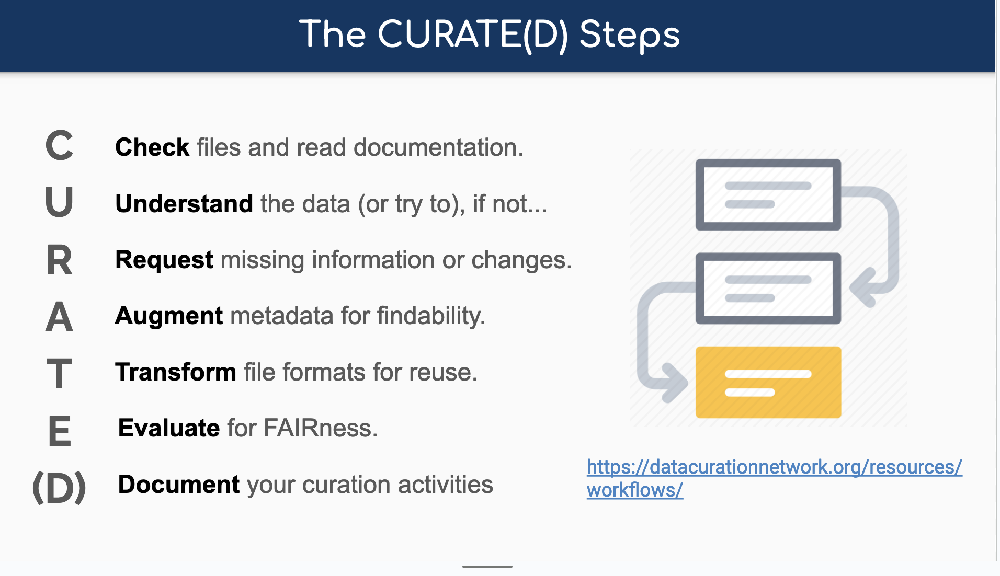 The CURATE(D) Steps
C Check files and read documentation.
U Understand the data (or try to), if not...
R Request missing information or changes.
A Augment metadata for findability.
T Transform file formats for reuse.
E Evaluate for FAIRness.
(D) Document your curation activities
https://datacurationnetwork.org/resources/
workflows/